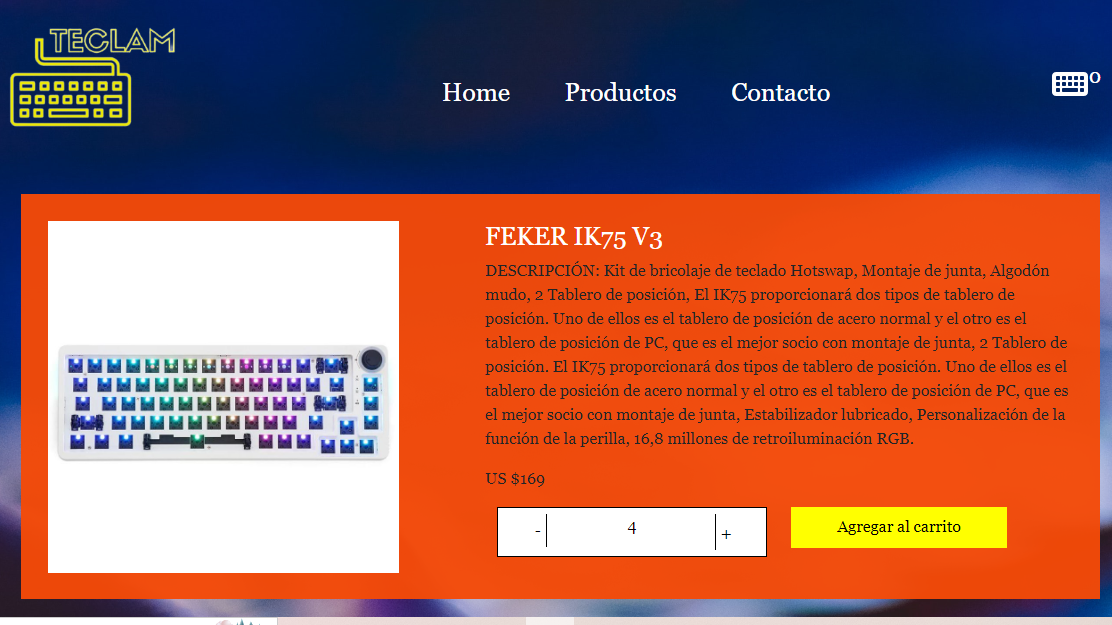 TECLAM
Home Productos Contacto
0
FEKER IK75 V3
DESCRIPCIÓN: Kit de bricolaje de teclado Hotswap, Montaje de junta, Algodón
mudo, 2 Tablero de posición, El IK75 proporcionará dos tipos de tablero de
posición. Uno de ellos es el tablero de posición de acero normal y el otro es el
tablero de posición de PC, que es el mejor socio con montaje de junta, 2 Tablero de
posición. El IK75 proporcionará dos tipos de tablero de posición. Uno de ellos es el
tablero de posición de acero normal y el otro es el tablero de posición de PC, que es
el mejor socio con montaje de junta, Estabilizador lubricado, Personalización de la
función de la perilla, 16,8 millones de retroiluminación RGB.
US $169
- 4 + Agregar al carrito